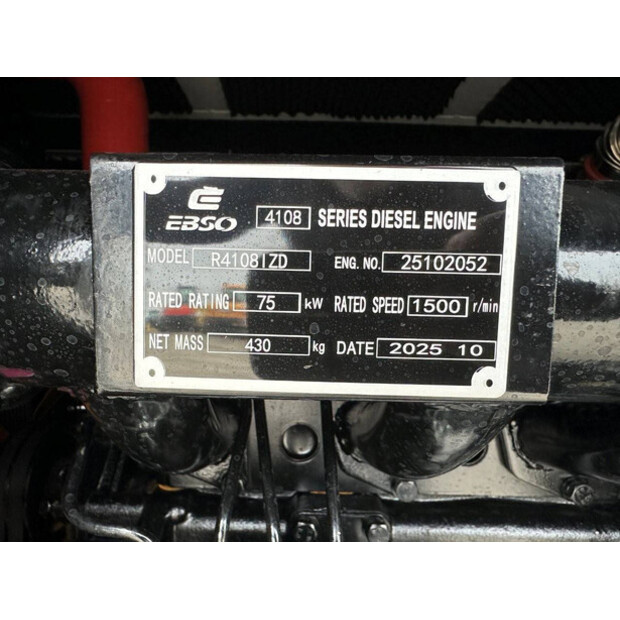 EBSO 4108 SERIES DIESEL ENGINE
MODEL R4108IZD ENG. NO. 25102052
RATED RATING 75 kW RATED SPEED 1500 r/min
NET MASS 430 kg DATE 2025 10